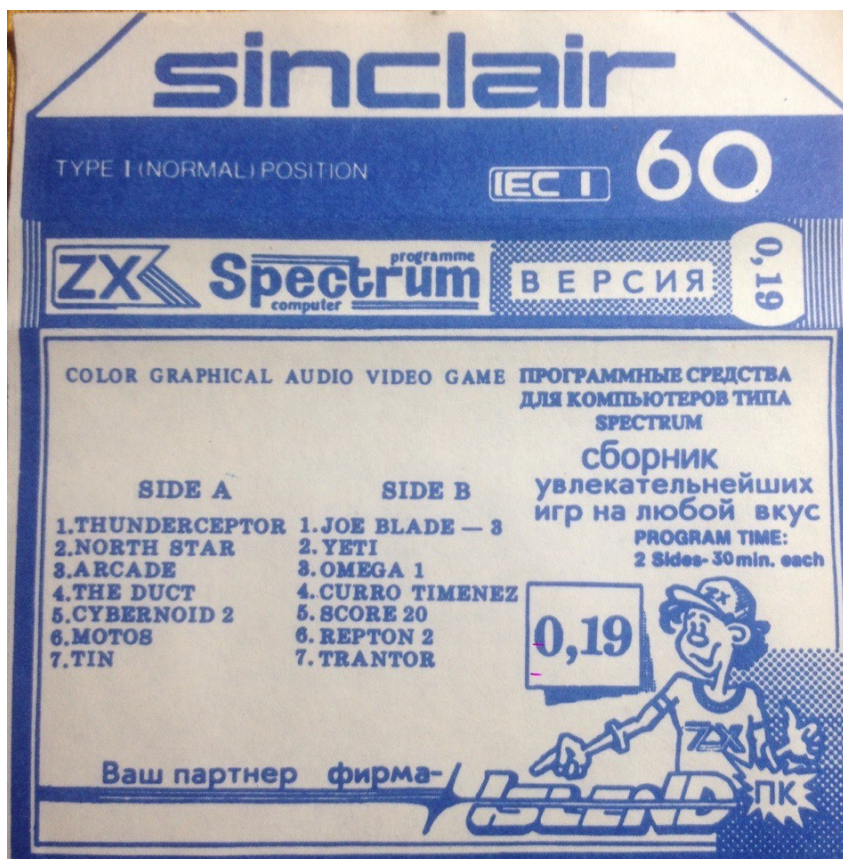 sinclair
TYPE I (NORMAL) POSITION
IEC I
60
ZX
Spectrum
programme
computer
ВЕРСИЯ
0,19
COLOR GRAPHICAL AUDIO VIDEO GAME
ПРОГРАММНЫЕ СРЕДСТВА
ДЛЯ КОМПЬЮТЕРОВ ТИПА
SPECTRUM
сборник
увлекательнейших
игр на любой вкус
PROGRAM TIME:
2 Sides- 30 min. each
SIDE A
1.THUNDERCEPTOR
2.NORTH STAR
3.ARCADE
4.THE DUCT
5.CYBERNOID 2
6.MOTOS
7.TIN
SIDE B
1.JOE BLADE — 3
2.YETI
3.OMEGA 1
4.CURRO TIMENEZ
5.SCORE 20
6.REPTON 2
7.TRANTOR
0,19
ZX
ZX
Ваш партнер фирма-
ISLEND
ПК